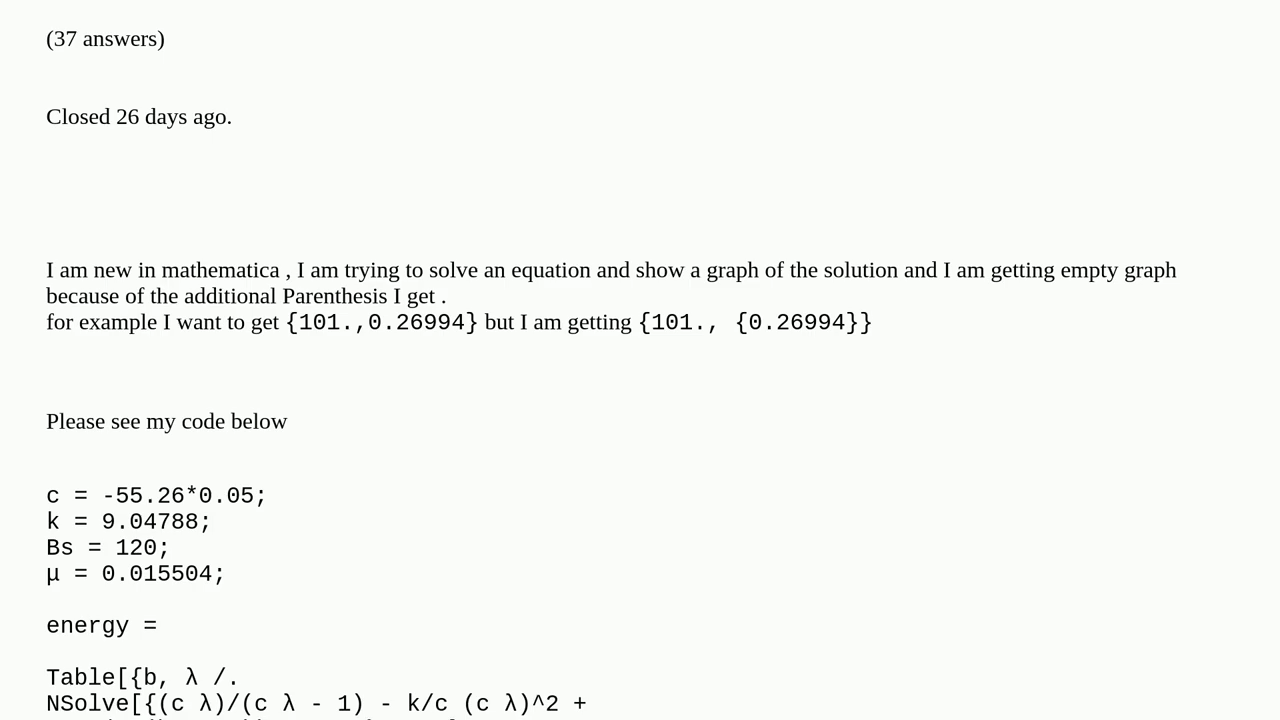 (37 answers)
Closed 26 days ago.
I am new in mathematica , I am trying to solve an equation and show a graph of the solution and I am getting empty graph
because of the additional Parenthesis I get .
for example I want to get {101.,0.26994} but I am getting {101., {0.26994}}
Please see my code below
c = -55.26*0.05;
k = 9.04788;
Bs = 120;
μ = 0.015504;
energy =
Table[{b, λ /.
NSolve[{(c λ)/(c λ - 1) - k/c (c λ)^2 +